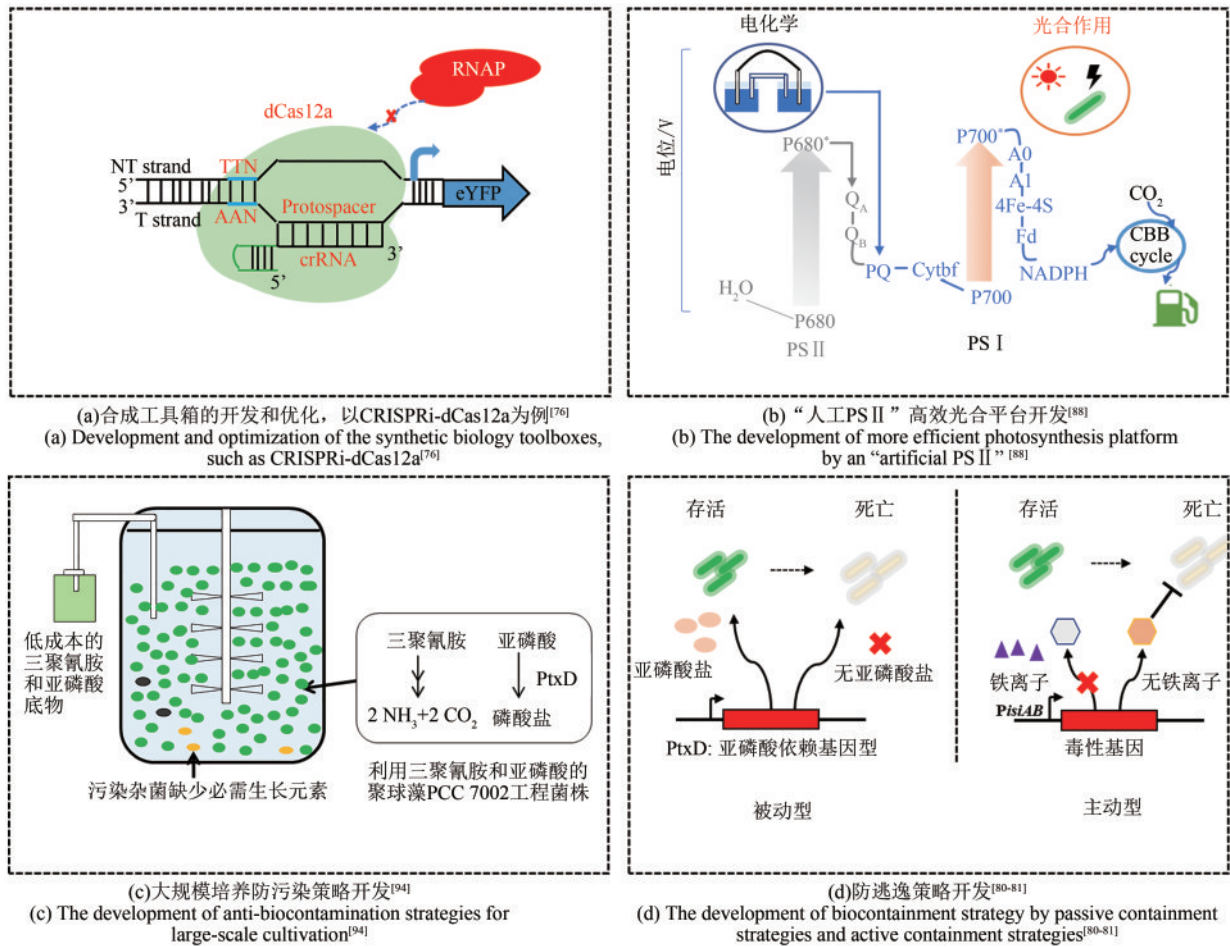 RNAP
dCas12a
NT strand
TTN
5'
3'
T strand
AAN
Protospacer
eYFP
crRNA
3'
5'
(a)合成工具箱的开发和优化，以CRISPRi-dCas12a为例[76]
(a) Development and optimization of the synthetic biology toolboxes,
such as CRISPRi-dCas12a[76]
电化学
光合作用
电位/V
P680*
P700*
A0
A1
4Fe-4S
Fd
NADPH
QA
QB
PQ
Cytbf
P700
H2O
P680
PSⅡ
PSⅠ
CO2
CBB
cycle
(b)“人工PSⅡ”高效光合平台开发[88]
(b) The development of more efficient photosynthesis platform
by an “artificial PSⅡ” [88]
低成本的
三聚氰胺
和亚磷酸
底物
三聚氰胺
亚磷酸
PtxD
2 NH3+2 CO2
磷酸盐
污染杂菌缺少必需生长元素
利用三聚氰胺和亚磷酸的
聚球藻PCC 7002工程菌株
(c)大规模培养防污染策略开发[94]
(c) The development of anti-biocontamination strategies for
large-scale cultivation[94]
存活
死亡
亚磷酸盐
无亚磷酸盐
PtxD: 亚磷酸依赖基因型
被动型
存活
死亡
铁离子
无铁离子
PisiAB
毒性基因
主动型
(d)防逃逸策略开发[80-81]
(d) The development of biocontainment strategy by passive containment
strategies and active containment strategies[80-81]